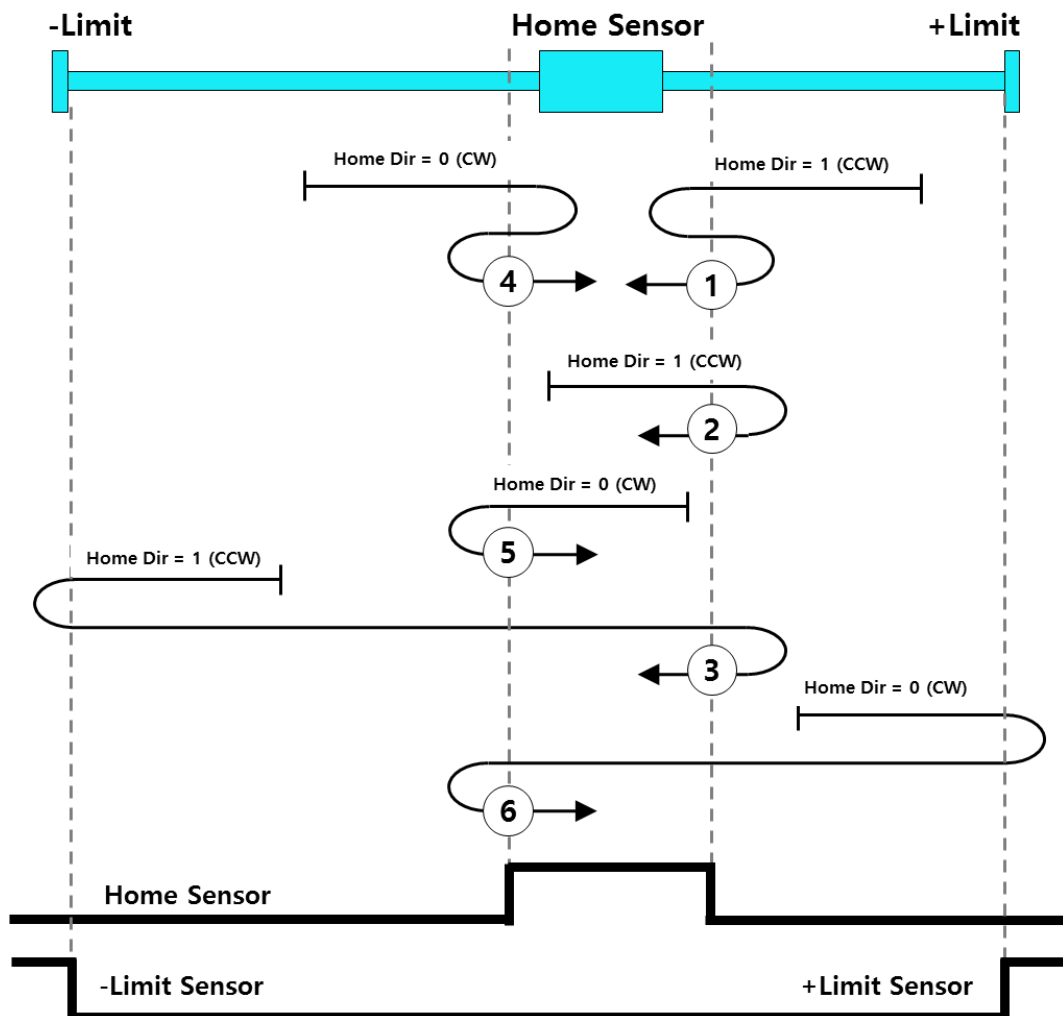 -Limit Home Sensor +Limit
Home Dir = 0 (CW) Home Dir = 1 (CCW)
4 1
Home Dir = 1 (CCW)
2
Home Dir = 0 (CW)
5
Home Dir = 1 (CCW)
3
Home Dir = 0 (CW)
6
Home Sensor
-Limit Sensor +Limit Sensor